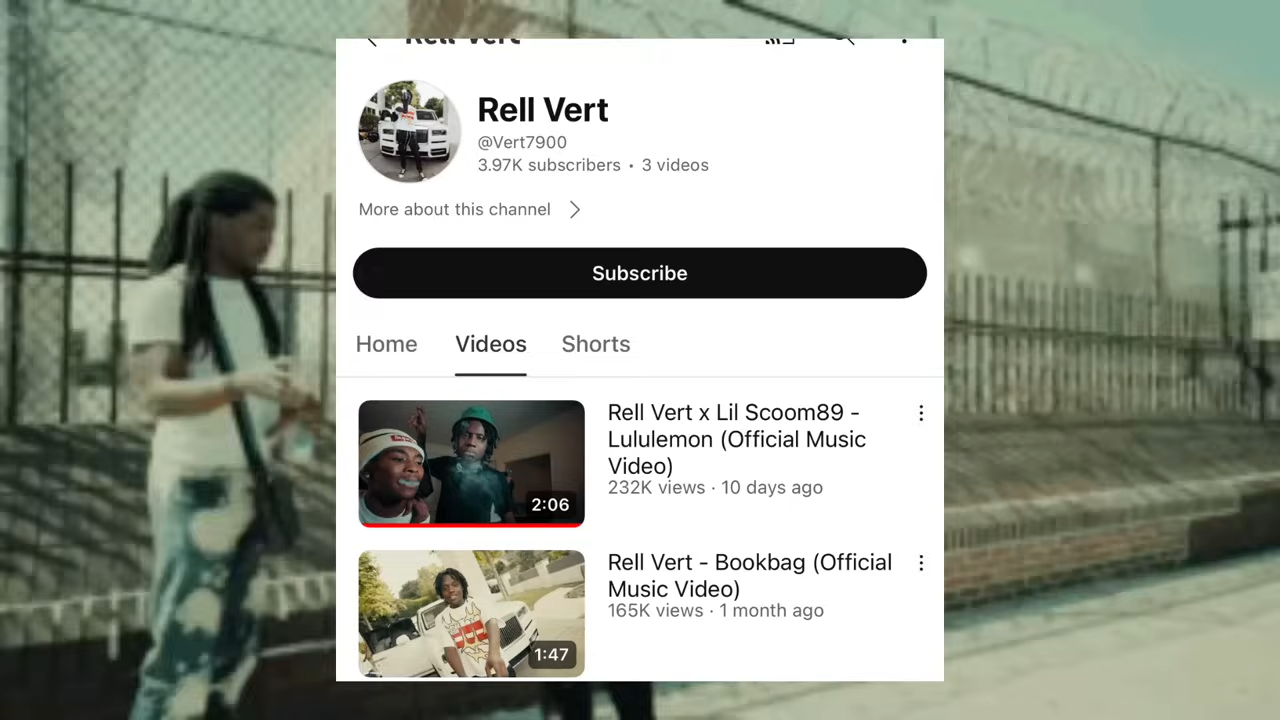 Rell Vert
Rell Vert
@Vert7900
3.97K subscribers • 3 videos
More about this channel
Subscribe
Home
Videos
Shorts
Rell Vert x Lil Scoom89 -
Lululemon (Official Music
Video)
232K views · 10 days ago
2:06
Rell Vert - Bookbag (Official
Music Video)
165K views · 1 month ago
1:47